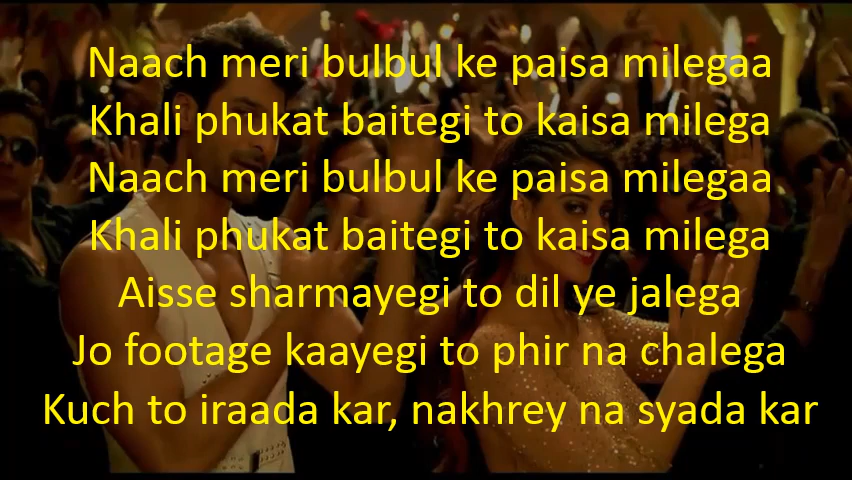 Naach meri bulbul ke paisa milegaa
Khali phukat baitegi to kaisa milega
Naach meri bulbul ke paisa milegaa
Khali phukat baitegi to kaisa milega
Aisse sharmayegi to dil ye jalega
Jo footage kaayegi to phir na chalega
Kuch to iraada kar, nakhrey na syada kar